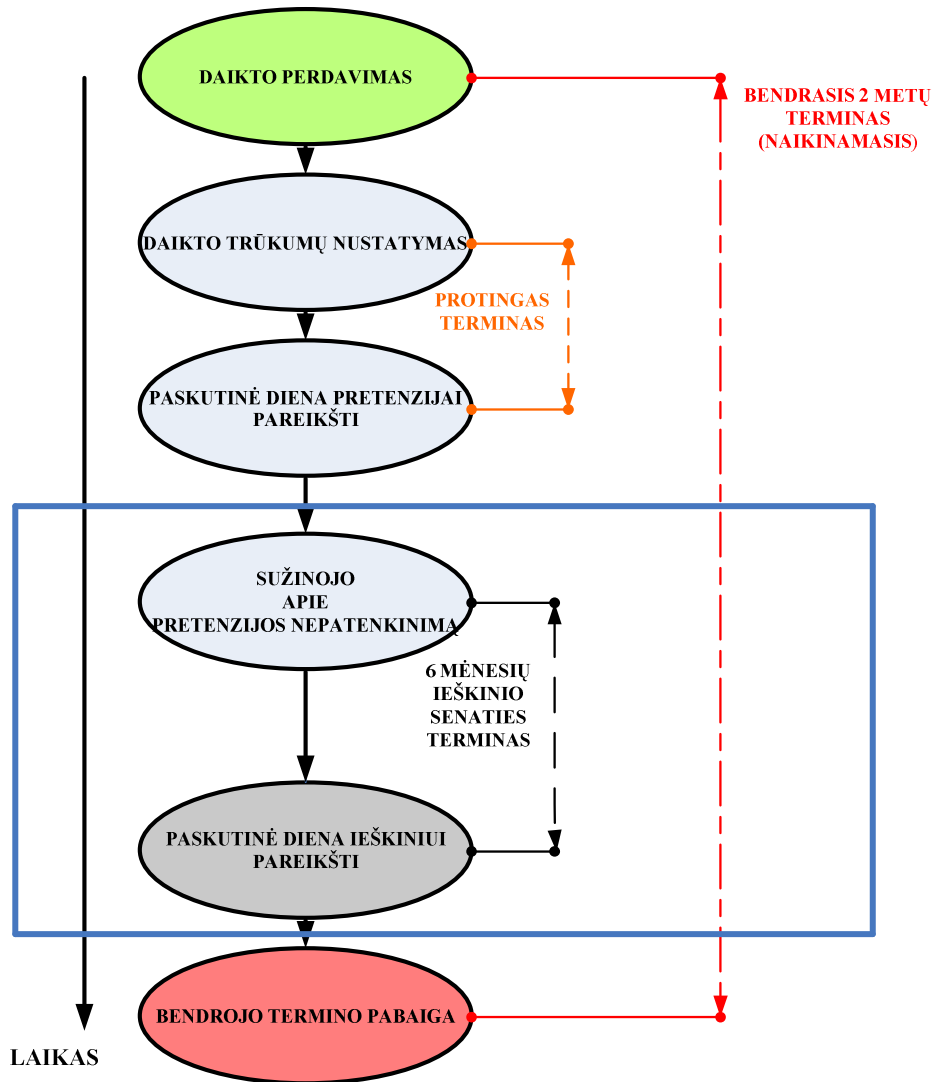 DAIKTO PERDAVIMAS
BENDRASIS 2 METŲ
TERMINAS
(NAIKINAMASIS)
DAIKTO TRŪKUMŲ NUSTATYMAS
PROTINGAS
TERMINAS
PASKUTINĖ DIENA PRETENZIJAI
PAREIKŠTI
SUŽINOJO
APIE
PRETENZIJOS NEPATENKINIMĄ
6 MĖNESIŲ
IEŠKINIO
SENATIES
TERMINAS
PASKUTINĖ DIENA IEŠKINIUI
PAREIKŠTI
BENDROJO TERMINO PABAIGA
LAIKAS